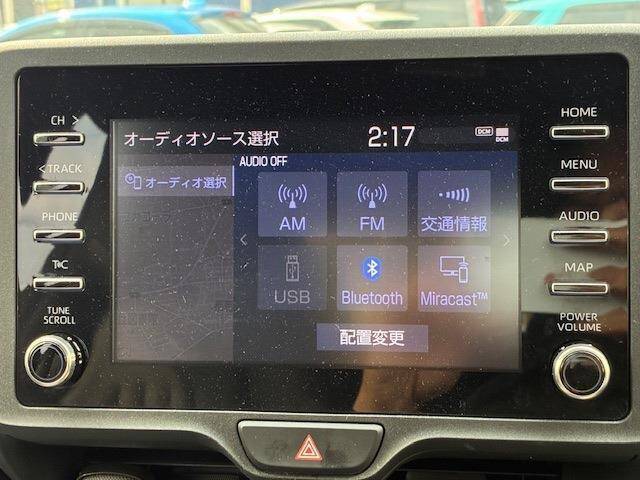 CH >
< TRACK
PHONE
T•C
TUNE
SCROLL
オーディオソース選択
2:17
DCM
DCM
オーディオ選択
AUDIO OFF
AM
FM
交通情報
USB
Bluetooth
Miracast™
配置変更
HOME
MENU
AUDIO
MAP
POWER
VOLUME